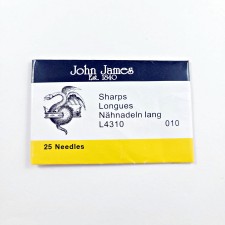 John James
Est. 1840
Sharps
Longues
Nähnadeln lang
L4310 010
25 Needles